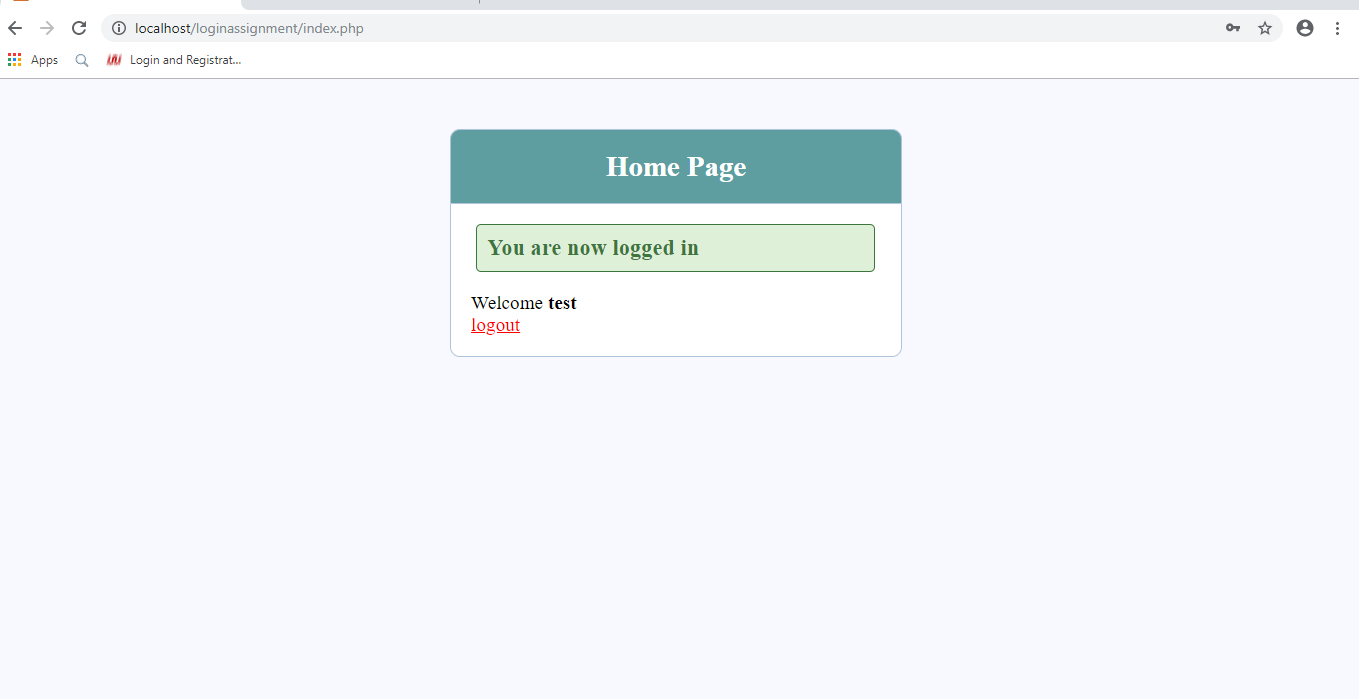 localhost/loginassignment/index.php
Apps
Login and Registrat...
Home Page
You are now logged in
Welcome test
logout